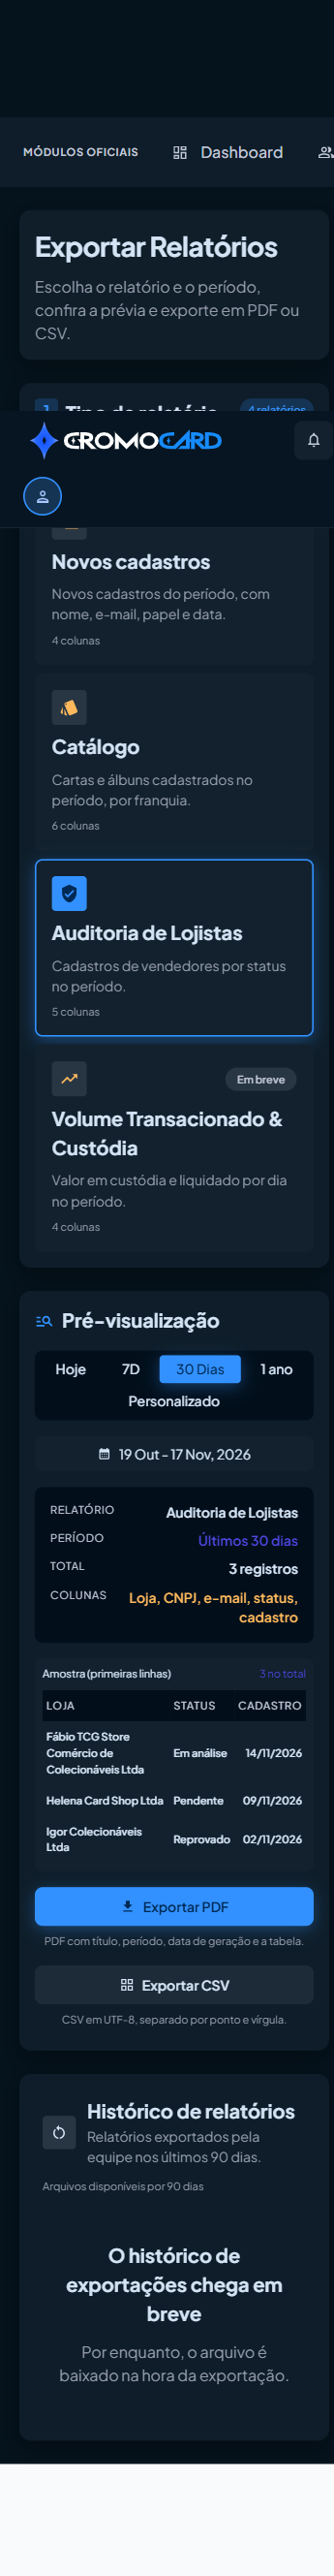 MÓDULOS OFICIAIS
Dashboard
Exportar Relatórios
Escolha o relatório e o período,
confira a prévia e exporte em PDF ou
CSV.
1 Tipo de relatório
4 relatórios
CROMOCARD
Novos cadastros
Novos cadastros do período, com
nome, e-mail, papel e data.
4 colunas
Catálogo
Cartas e álbuns cadastrados no
período, por franquia.
6 colunas
Auditoria de Lojistas
Cadastros de vendedores por status
no período.
5 colunas
Em breve
Volume Transacionado &
Custódia
Valor em custódia e liquidado por dia
no período.
4 colunas
Pré-visualização
Hoje 7D 30 Dias 1 ano
Personalizado
19 Out - 17 Nov, 2026
RELATÓRIO Auditoria de Lojistas
PERÍODO Últimos 30 dias
TOTAL 3 registros
COLUNAS Loja, CNPJ, e-mail, status,
cadastro
Amostra (primeiras linhas) 3 no total
LOJA STATUS CADASTRO
Fábio TCG Store
Comércio de
Colecionáveis Ltda
Em análise 14/11/2026
Helena Card Shop Ltda Pendente 09/11/2026
Igor Colecionáveis
Ltda
Reprovado 02/11/2026
Exportar PDF
PDF com título, período, data de geração e a tabela.
Exportar CSV
CSV em UTF-8, separado por ponto e vírgula.
Histórico de relatórios
Relatórios exportados pela
equipe nos últimos 90 dias.
Arquivos disponíveis por 90 dias
O histórico de
exportações chega em
breve
Por enquanto, o arquivo é
baixado na hora da exportação.